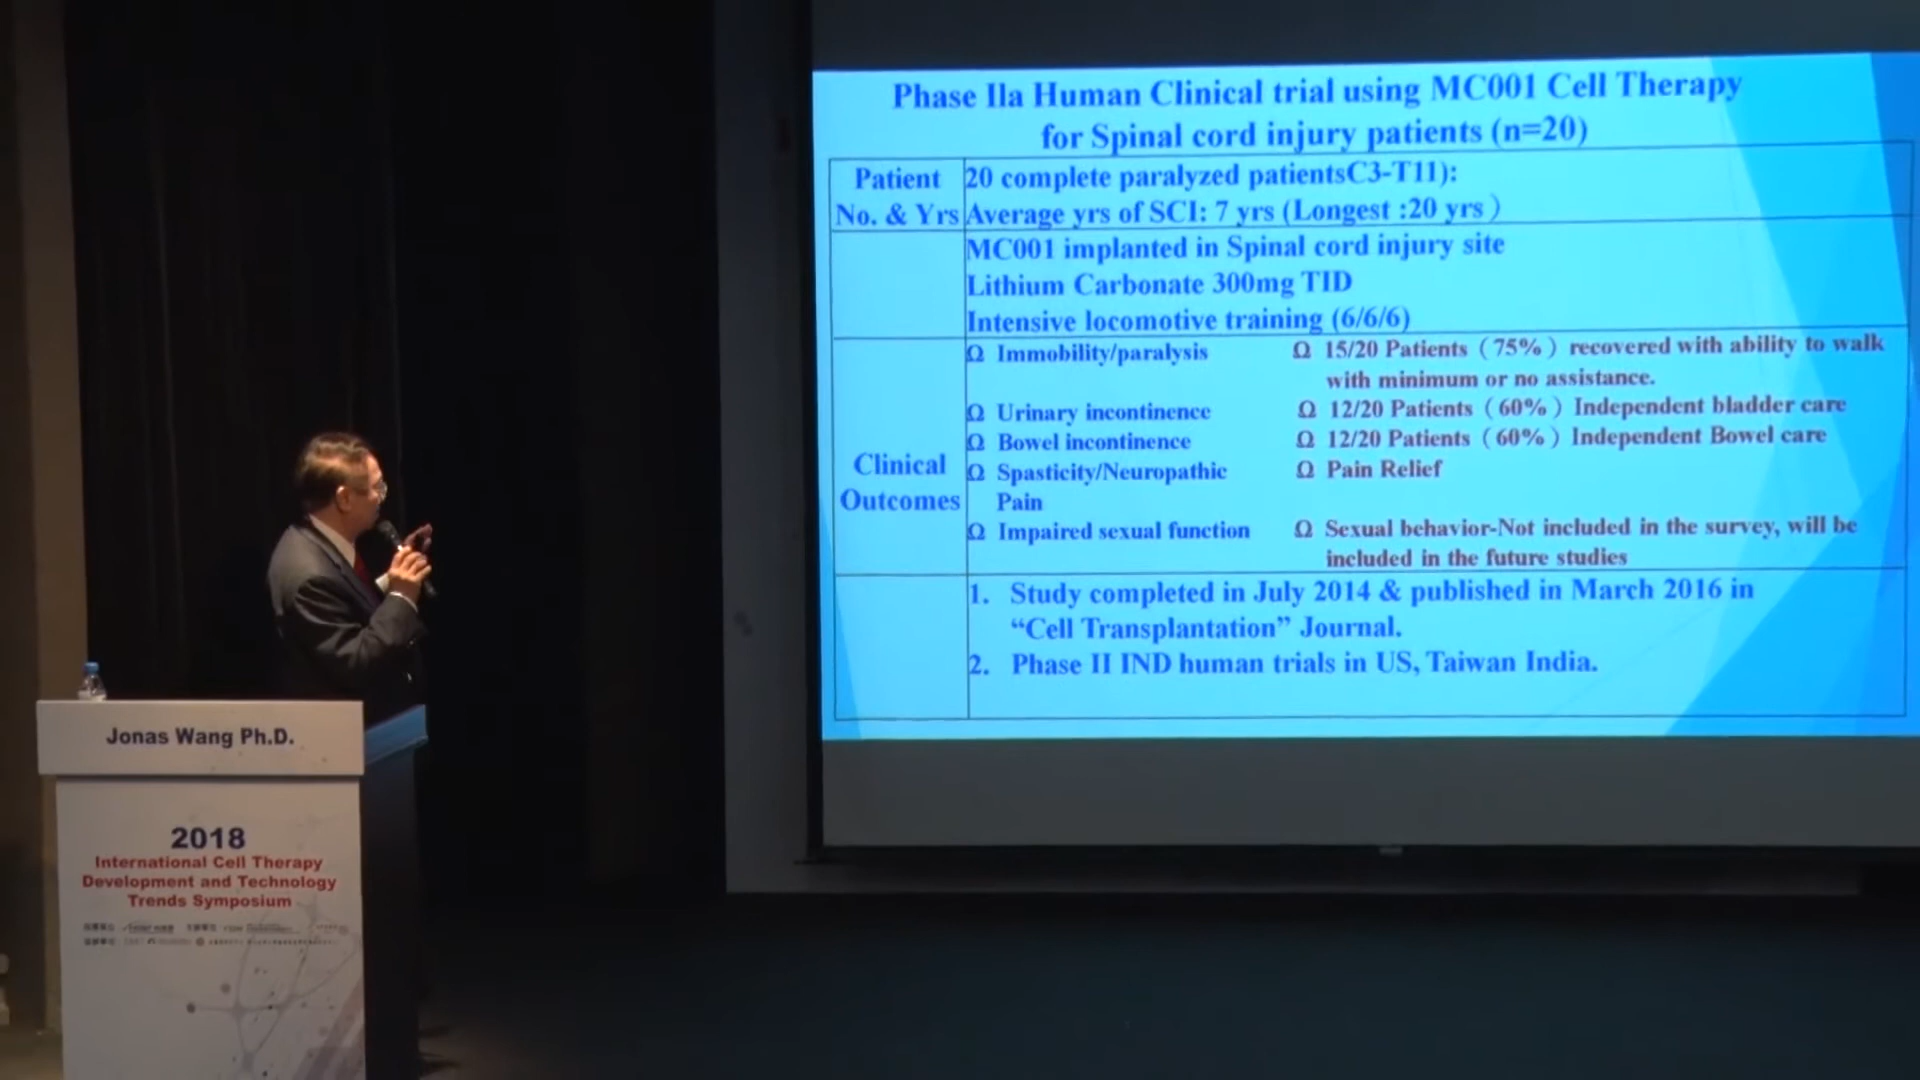 Phase IIa Human Clinical trial using MC001 Cell Therapy
for Spinal cord injury patients (n=20)
Patient
No. & Yrs
20 complete paralyzed patientsC3-T11):
Average yrs of SCI: 7 yrs (Longest :20 yrs )
MC001 implanted in Spinal cord injury site
Lithium Carbonate 300mg TID
Intensive locomotive training (6/6/6)
Clinical
Outcomes
Ω Immobility/paralysis
Ω Urinary incontinence
Ω Bowel incontinence
Ω Spasticity/Neuropathic
Pain
Ω Impaired sexual function
Ω 15/20 Patients（75%）recovered with ability to walk
with minimum or no assistance.
Ω 12/20 Patients（60%）Independent bladder care
Ω 12/20 Patients（60%）Independent Bowel care
Ω Pain Relief
Ω Sexual behavior-Not included in the survey, will be
included in the future studies
1. Study completed in July 2014 & published in March 2016 in
“Cell Transplantation” Journal.
2. Phase II IND human trials in US, Taiwan India.
Jonas Wang Ph.D.
2018
International Cell Therapy
Development and Technology
Trends Symposium